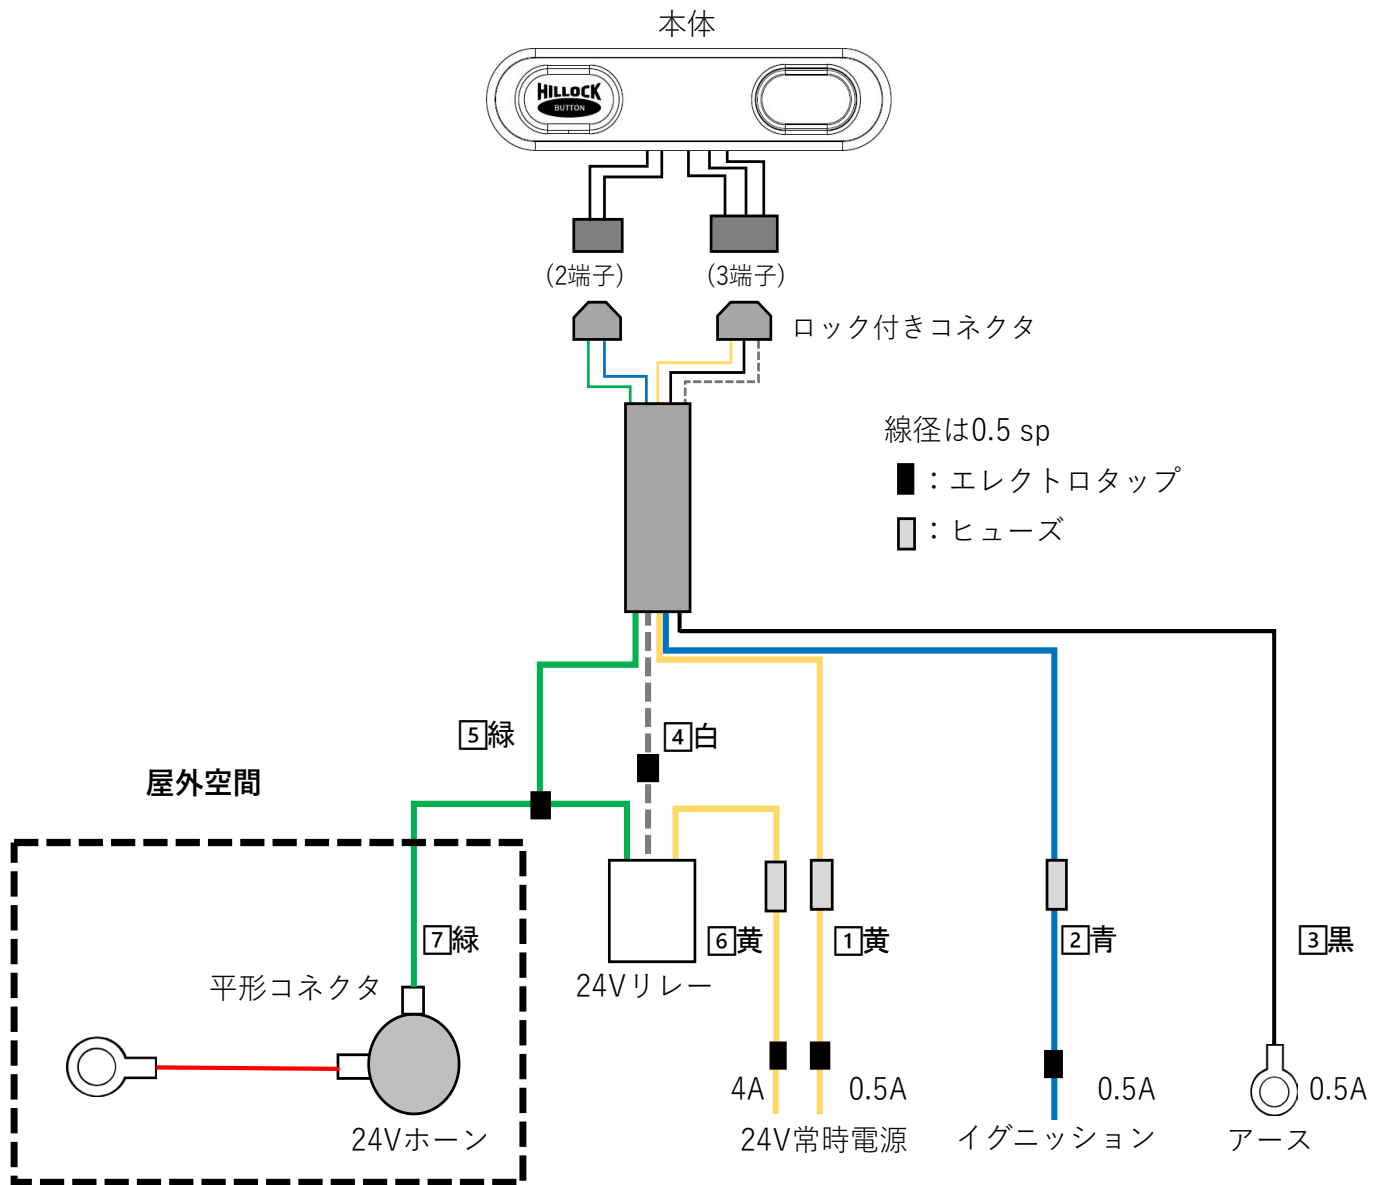 本体
HILLOCK
BUTTON
(2端子)
(3端子)
ロック付きコネクタ
線径は0.5 sp
：エレクトロタップ
：ヒューズ
5緑
4白
屋外空間
7緑
6黄
1黄
2青
3黒
平形コネクタ
24Vリレー
4A
0.5A
0.5A
0.5A
24Vホーン
24V常時電源
イグニッション
アース